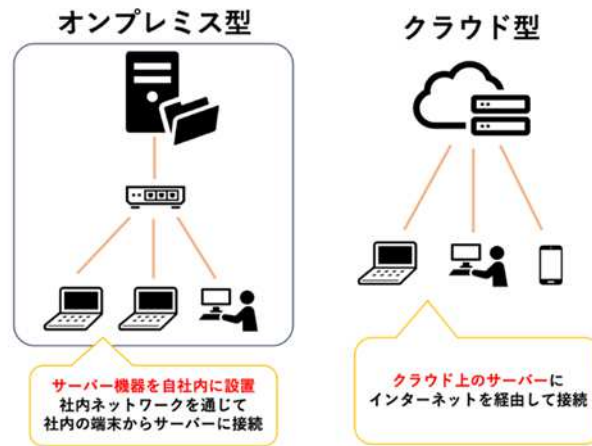 オンプレミス型
クラウド型
サーバー機器を自社内に設置
社内ネットワークを通じて
社内の端末からサーバーに接続
クラウド上のサーバーに
インターネットを経由して接続